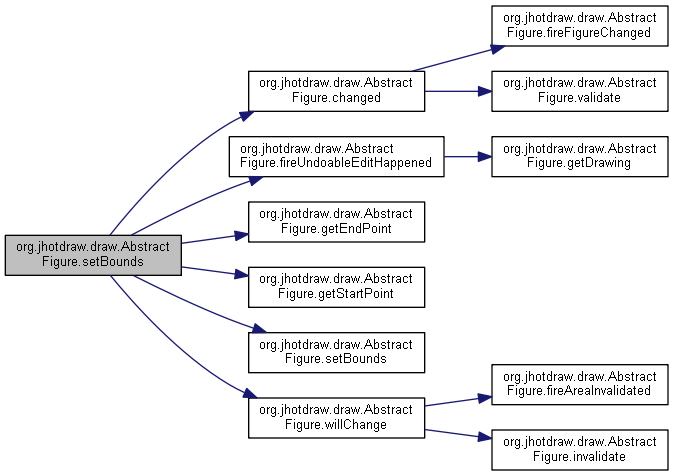 org.jhotdraw.draw.Abstract
Figure.setBounds
org.jhotdraw.draw.Abstract
Figure.changed
org.jhotdraw.draw.Abstract
Figure.fireFigureChanged
org.jhotdraw.draw.Abstract
Figure.validate
org.jhotdraw.draw.Abstract
Figure.fireUndoableEditHappened
org.jhotdraw.draw.Abstract
Figure.getDrawing
org.jhotdraw.draw.Abstract
Figure.getEndPoint
org.jhotdraw.draw.Abstract
Figure.getStartPoint
org.jhotdraw.draw.Abstract
Figure.setBounds
org.jhotdraw.draw.Abstract
Figure.willChange
org.jhotdraw.draw.Abstract
Figure.fireAreaInvalidated
org.jhotdraw.draw.Abstract
Figure.invalidate